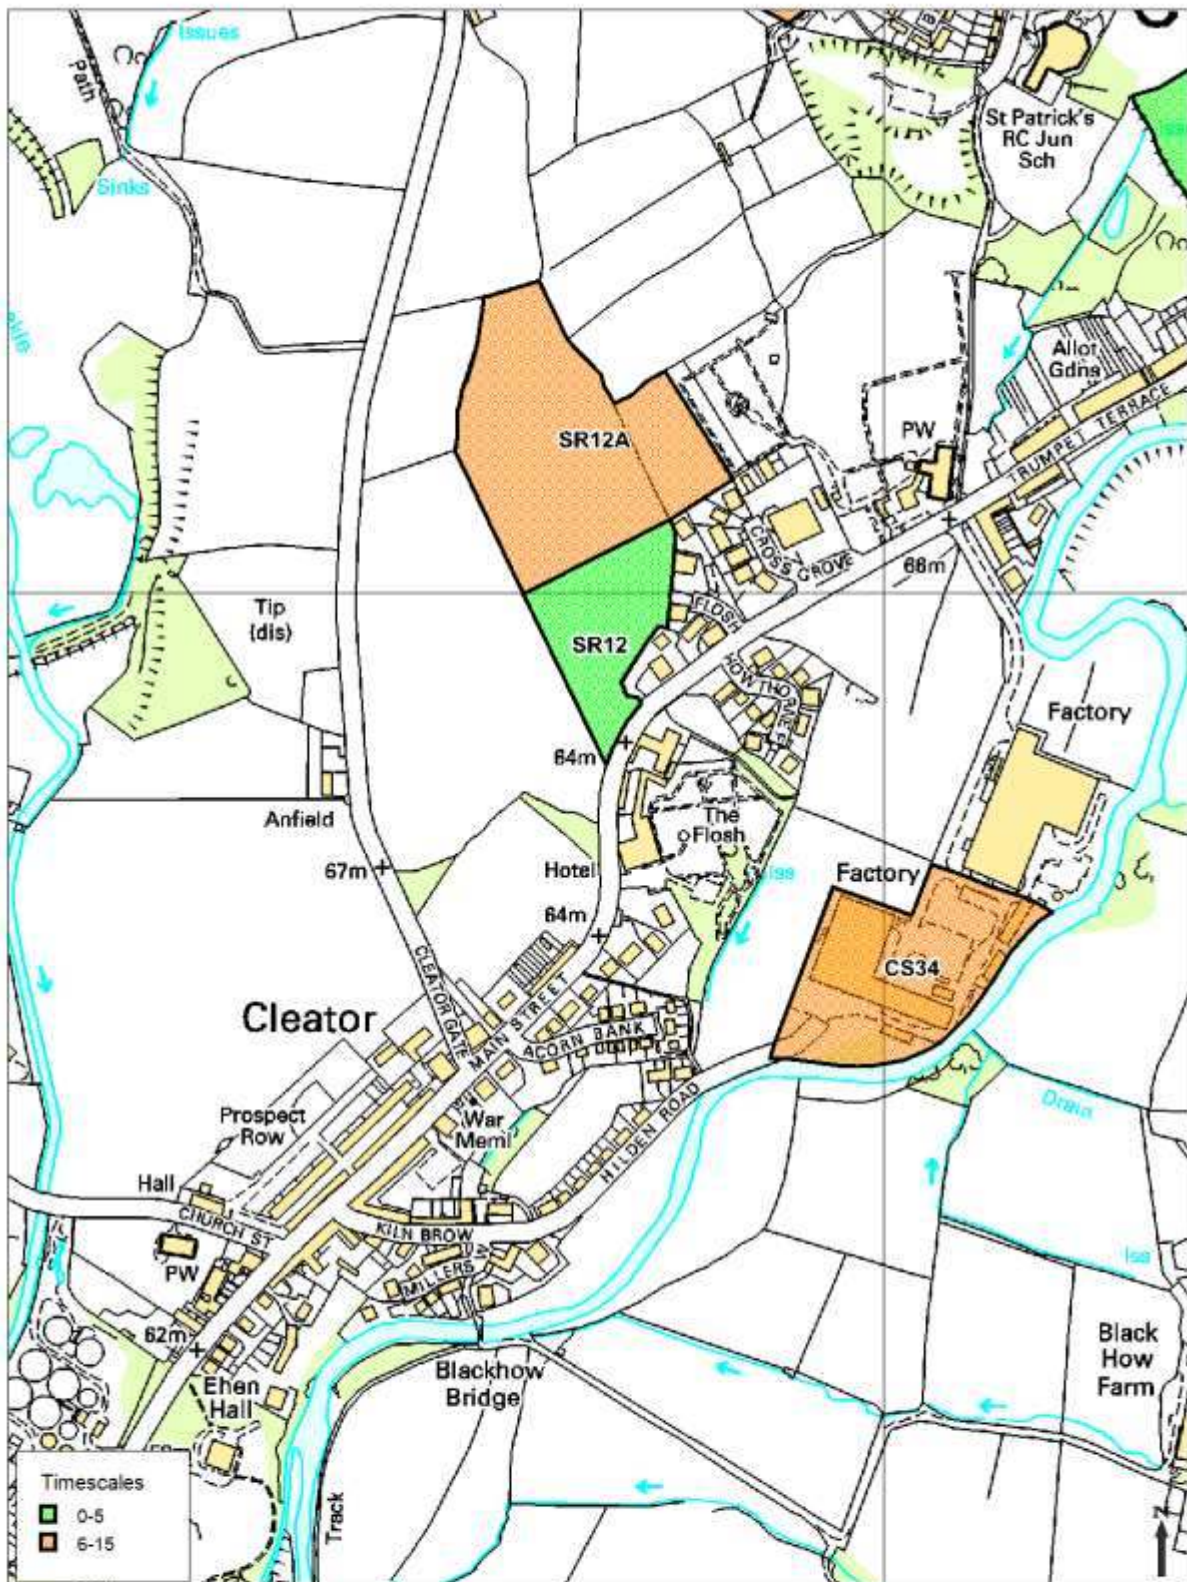 Issues
Path
Sinks
St Patrick's
RC Jun
Sch
Allot
Gdns
SR12A
PW
TRUMPET TERRACE
CROSS GROVE
66m
FLOSH
Tip
(dis)
SR12
HOWTHORNE
Factory
64m
Anfield
The
Flosh
67m
Hotel
Factory
Iss
64m
CS34
CLEATOR GATE
MAIN STREET
Cleator
ACORN BANK
Prospect
Row
War
Meml
HILDEN ROAD
Drain
Hall
CHURCH ST
KILN BROW
PW
MILLERS
Iss
62m
Blackhow
Bridge
Black
How
Farm
Ehen
Hall
Track
Timescales
0-5
6-15
Z